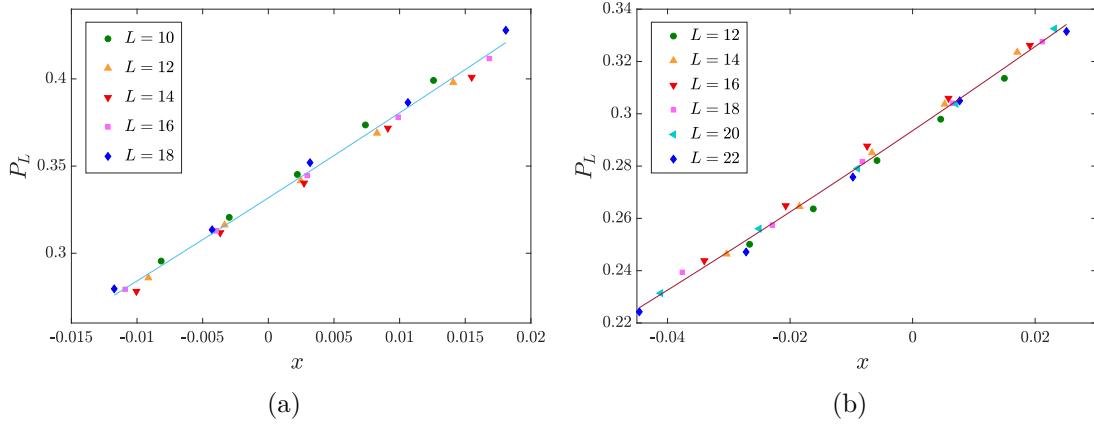 L = 10
L = 12
L = 14
L = 16
L = 18
0.4
0.35
0.3
P_L
-0.015
-0.01
-0.005
0
0.005
0.01
0.015
0.02
x
(a)
L = 12
L = 14
L = 16
L = 18
L = 20
L = 22
0.34
0.32
0.3
0.28
0.26
0.24
0.22
P_L
-0.04
-0.02
0
0.02
x
(b)